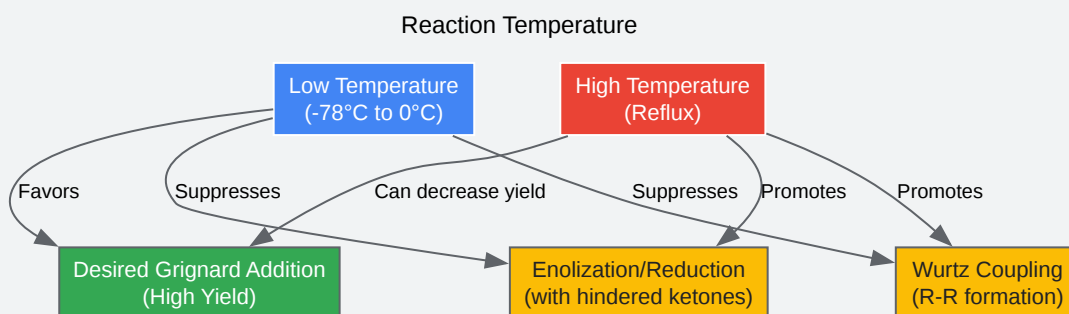 Reaction Temperature
Low Temperature
(-78°C to 0°C)
High Temperature
(Reflux)
Favors
Suppresses
Can decrease yield
Suppresses
Promotes
Promotes
Desired Grignard Addition
(High Yield)
Enolization/Reduction
(with hindered ketones)
Wurtz Coupling
(R-R formation)